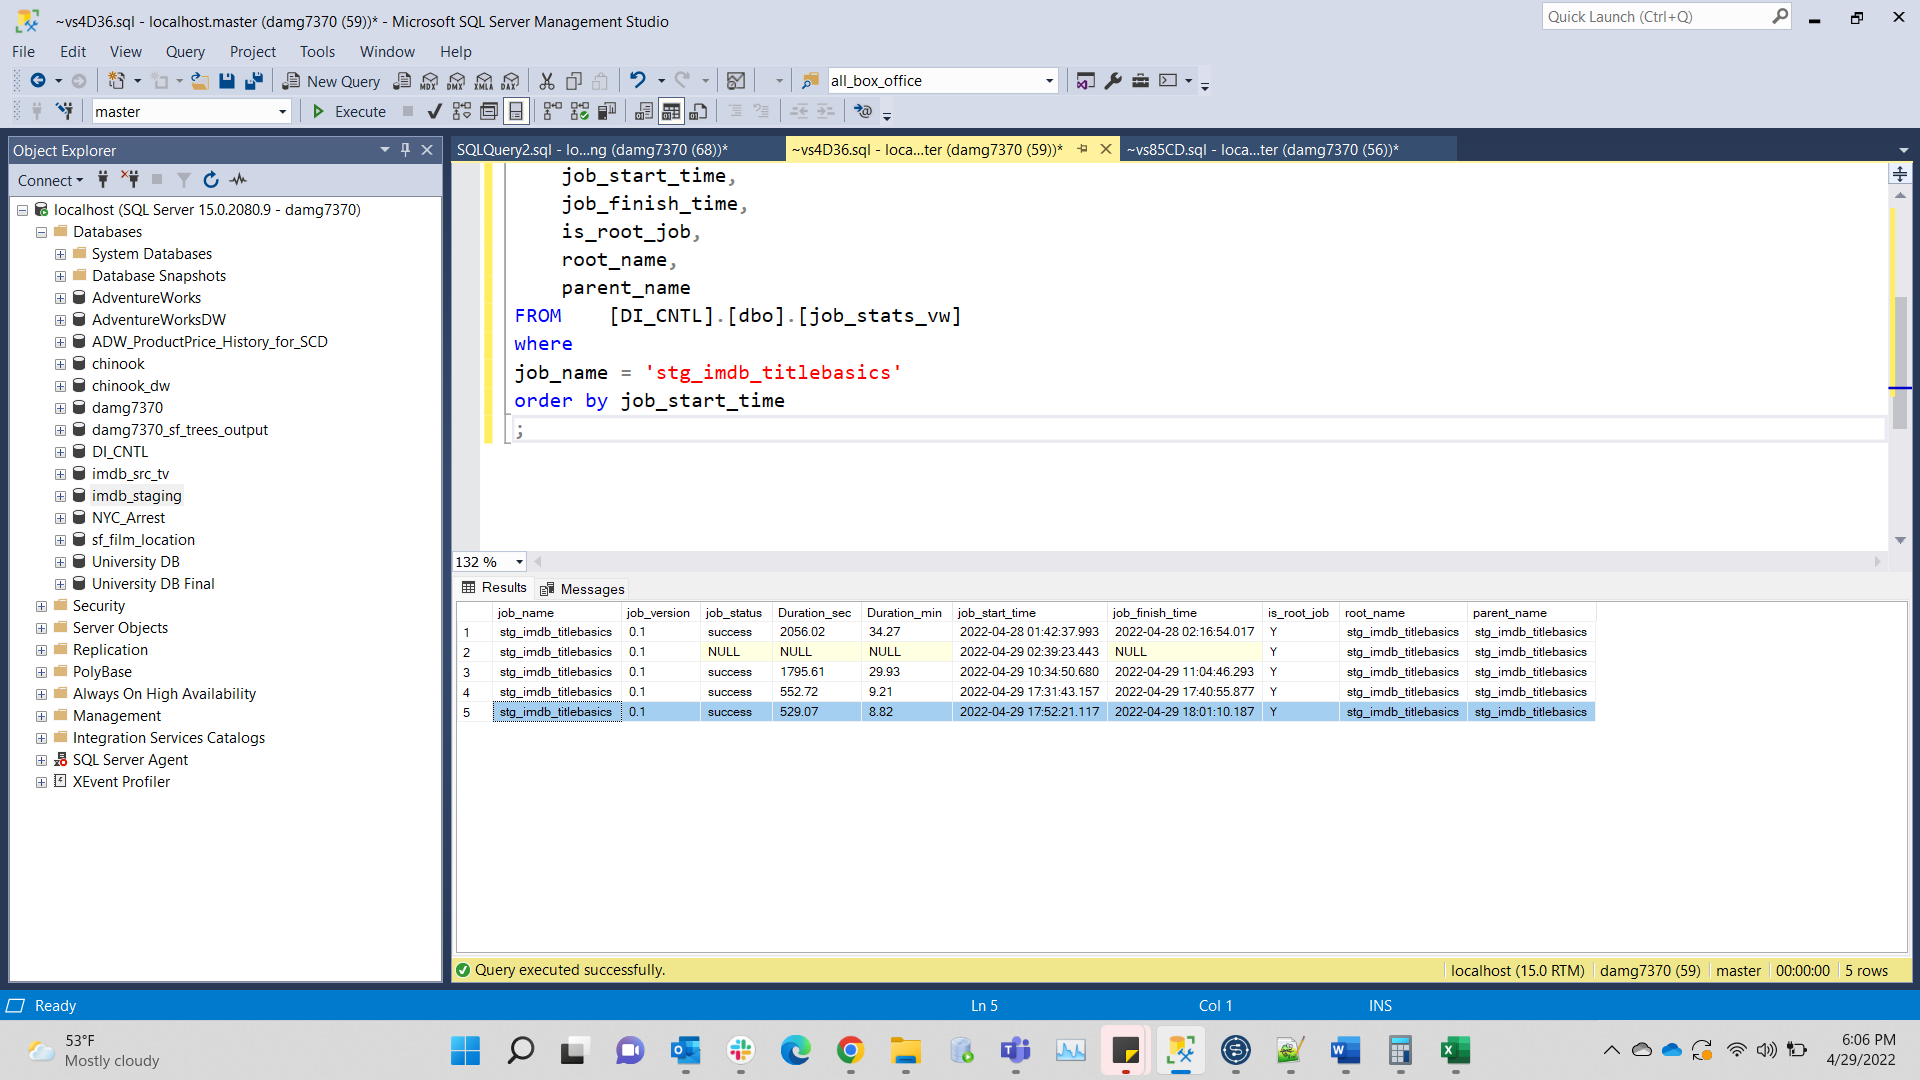 ~vs4D36.sql - localhost.master (damg7370 (59))* - Microsoft SQL Server Management Studio
Quick Launch (Ctrl+Q)
File Edit View Query Project Tools Window Help
New Query
MDX DMX XMLA DAX
all_box_office
master
Execute
Object Explorer
Connect
localhost (SQL Server 15.0.2080.9 - damg7370)
Databases
System Databases
Database Snapshots
AdventureWorks
AdventureWorksDW
ADW_ProductPrice_History_for_SCD
chinook
chinook_dw
damg7370
damg7370_sf_trees_output
DI_CNTL
imdb_src_tv
imdb_staging
NYC_Arrest
sf_film_location
University DB
University DB Final
Security
Server Objects
Replication
PolyBase
Always On High Availability
Management
Integration Services Catalogs
SQL Server Agent
XEvent Profiler
SQLQuery2.sql - lo...ng (damg7370 (68))*
~vs4D36.sql - loca...ter (damg7370 (59))*
~vs85CD.sql - loca...ter (damg7370 (56))*
job_start_time,
job_finish_time,
is_root_job,
root_name,
parent_name
FROM [DI_CNTL].[dbo].[job_stats_vw]
where
job_name = 'stg_imdb_titlebasics'
order by job_start_time
;
132 %
Results Messages
job_name job_version job_status Duration_sec Duration_min job_start_time job_finish_time is_root_job root_name parent_name
1 stg_imdb_titlebasics 0.1 success 2056.02 34.27 2022-04-28 01:42:37.993 2022-04-28 02:16:54.017 Y stg_imdb_titlebasics stg_imdb_titlebasics
2 stg_imdb_titlebasics 0.1 NULL NULL NULL 2022-04-29 02:39:23.443 NULL Y stg_imdb_titlebasics stg_imdb_titlebasics
3 stg_imdb_titlebasics 0.1 success 1795.61 29.93 2022-04-29 10:34:50.680 2022-04-29 11:04:46.293 Y stg_imdb_titlebasics stg_imdb_titlebasics
4 stg_imdb_titlebasics 0.1 success 552.72 9.21 2022-04-29 17:31:43.157 2022-04-29 17:40:55.877 Y stg_imdb_titlebasics stg_imdb_titlebasics
5 stg_imdb_titlebasics 0.1 success 529.07 8.82 2022-04-29 17:52:21.117 2022-04-29 18:01:10.187 Y stg_imdb_titlebasics stg_imdb_titlebasics
Query executed successfully.
localhost (15.0 RTM) damg7370 (59) master 00:00:00 5 rows
Ready Ln 5 Col 1 INS
53°F
Mostly cloudy
6:06 PM
4/29/2022